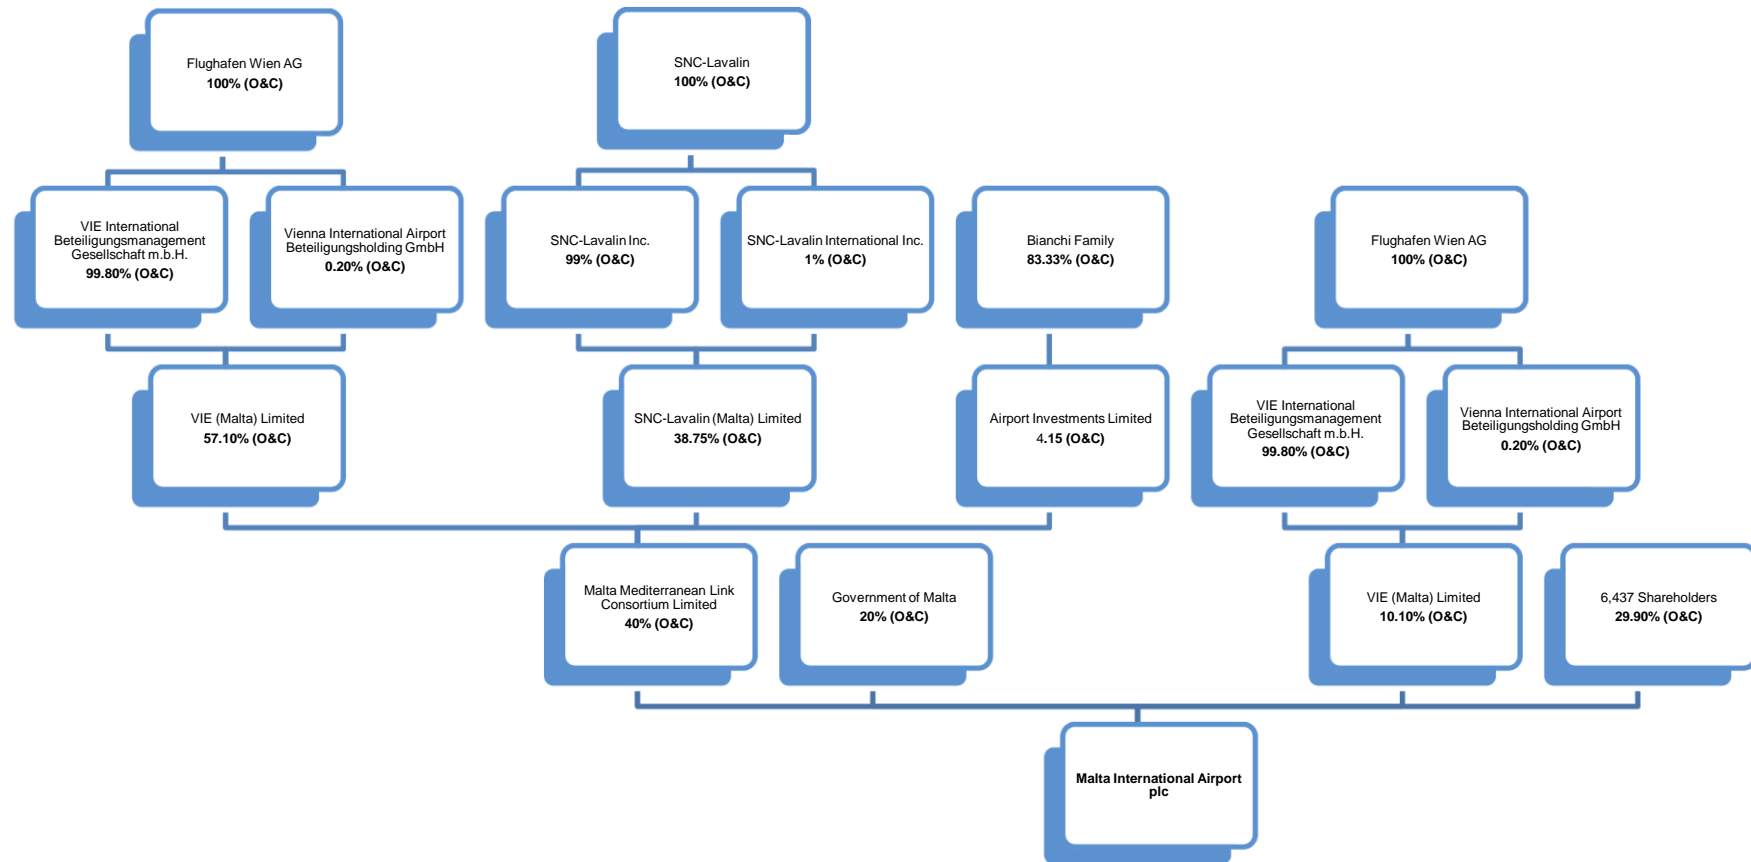 Flughafen Wien AG
100% (O&C)
SNC-Lavalin
100% (O&C)
VIE International
Beteiligungsmanagement
Gesellschaft m.b.H.
99.80% (O&C)
Vienna International Airport
Beteiligungsholding GmbH
0.20% (O&C)
SNC-Lavalin Inc.
99% (O&C)
SNC-Lavalin International Inc.
1% (O&C)
Bianchi Family
83.33% (O&C)
Flughafen Wien AG
100% (O&C)
VIE (Malta) Limited
57.10% (O&C)
SNC-Lavalin (Malta) Limited
38.75% (O&C)
Airport Investments Limited
4.15 (O&C)
VIE International
Beteiligungsmanagement
Gesellschaft m.b.H.
99.80% (O&C)
Vienna International Airport
Beteiligungsholding GmbH
0.20% (O&C)
Malta Mediterranean Link
Consortium Limited
40% (O&C)
Government of Malta
20% (O&C)
VIE (Malta) Limited
10.10% (O&C)
6,437 Shareholders
29.90% (O&C)
Malta International Airport
plc